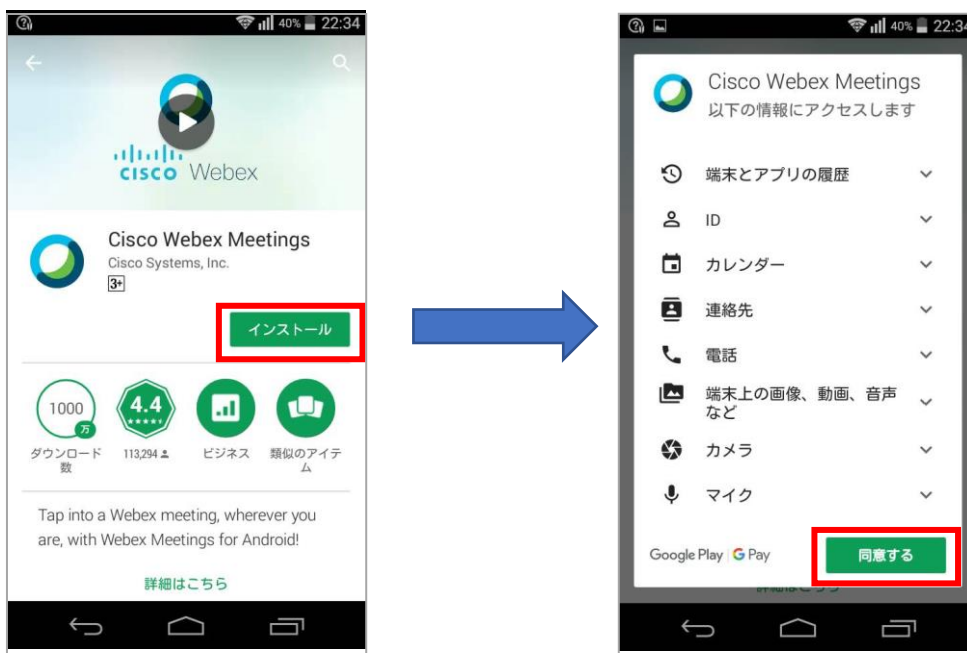 40% 22:34
CISCO Webex
Cisco Webex Meetings
Cisco Systems, Inc.
3+
インストール
1000
万
4.4
ダウンロード
数
113,294
ビジネス
類似のアイテ
ム
Tap into a Webex meeting, wherever you
are, with Webex Meetings for Android!
詳細はこちら
40% 22:34
Cisco Webex Meetings
以下の情報にアクセスします
端末とアプリの履歴
ID
カレンダー
連絡先
電話
端末上の画像、動画、音声
など
カメラ
マイク
Google Play G Pay
同意する
詳細はこちら